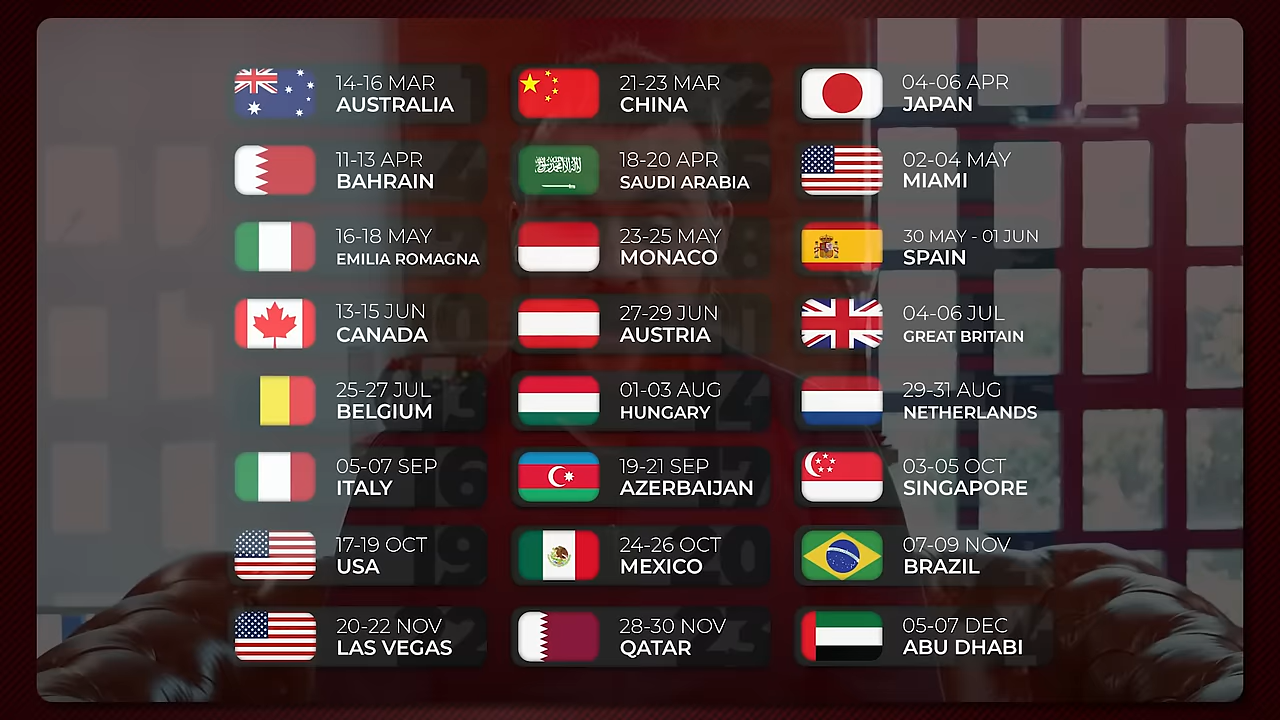 14-16 MAR
AUSTRALIA
21-23 MAR
CHINA
04-06 APR
JAPAN
11-13 APR
BAHRAIN
18-20 APR
SAUDI ARABIA
02-04 MAY
MIAMI
16-18 MAY
EMILIA ROMAGNA
23-25 MAY
MONACO
30 MAY - 01 JUN
SPAIN
13-15 JUN
CANADA
27-29 JUN
AUSTRIA
04-06 JUL
GREAT BRITAIN
25-27 JUL
BELGIUM
01-03 AUG
HUNGARY
29-31 AUG
NETHERLANDS
05-07 SEP
ITALY
19-21 SEP
AZERBAIJAN
03-05 OCT
SINGAPORE
17-19 OCT
USA
24-26 OCT
MEXICO
07-09 NOV
BRAZIL
20-22 NOV
LAS VEGAS
28-30 NOV
QATAR
05-07 DEC
ABU DHABI